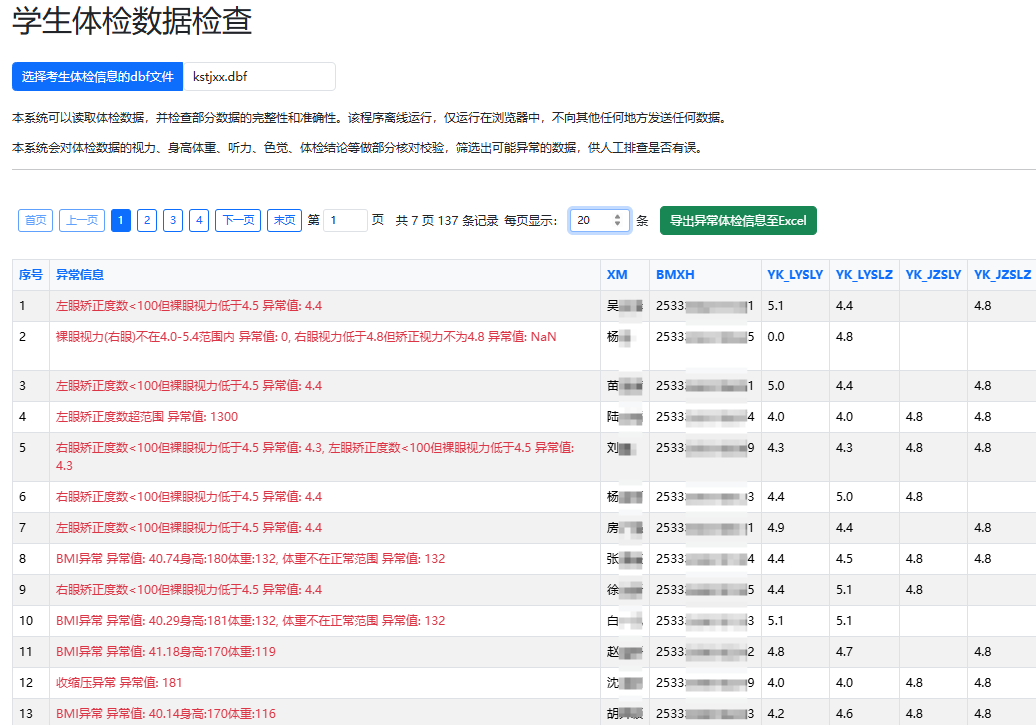 学生体检数据检查
选择考生体检信息的dbf文件 kstjxx.dbf
本系统可以读取体检数据，并检查部分数据的完整性和准确性。该程序离线运行，仅运行在浏览器中，不向其他任何地方发送任何数据。
本系统会对体检数据的视力、身高体重、听力、色觉、体检结论等做部分核对校验，筛选出可能异常的数据，供人工排查是否有误。
首页 上一页 1 2 3 4 下一页 末页 第 1 页 共 7 页 137 条记录 每页显示： 20 条 导出异常体检信息至Excel
序号 异常信息 XM BMXH YK_LYSLY YK_LYSLZ YK_JZSLY YK_JZSLZ
1 左眼矫正度数<100但裸眼视力低于4.5 异常值: 4.4 吴 2533 1 5.1 4.4 4.8
2 裸眼视力(右眼)不在4.0-5.4范围内 异常值: 0, 右眼视力低于4.8但矫正视力不为4.8 异常值: NaN 杨 2533 5 0.0 4.8
3 左眼矫正度数<100但裸眼视力低于4.5 异常值: 4.4 苗 2533 1 5.0 4.4 4.8
4 左眼矫正度数超范围 异常值: 1300 陆 2533 4 4.0 4.0 4.8 4.8
5 右眼矫正度数<100但裸眼视力低于4.5 异常值: 4.3, 左眼矫正度数<100但裸眼视力低于4.5 异常值: 刘 2533 9 4.3 4.3 4.8 4.8
4.3
6 右眼矫正度数<100但裸眼视力低于4.5 异常值: 4.4 杨 2533 3 4.4 5.0 4.8
7 左眼矫正度数<100但裸眼视力低于4.5 异常值: 4.4 房 2533 1 4.9 4.4 4.8
8 BMI异常 异常值: 40.74身高:180体重:132, 体重不在正常范围 异常值: 132 张 2533 4 4.4 4.5 4.8 4.8
9 右眼矫正度数<100但裸眼视力低于4.5 异常值: 4.4 徐 2533 5 4.4 5.1 4.8
10 BMI异常 异常值: 40.29身高:181体重:132, 体重不在正常范围 异常值: 132 白 2533 3 5.1 5.1
11 BMI异常 异常值: 41.18身高:170体重:119 赵 2533 2 4.8 4.7 4.8
12 收缩压异常 异常值: 181 沈 2533 9 4.0 4.0 4.8 4.8
13 BMI异常 异常值: 40.14身高:170体重:116 胡 2533 3 4.2 4.6 4.8 4.8